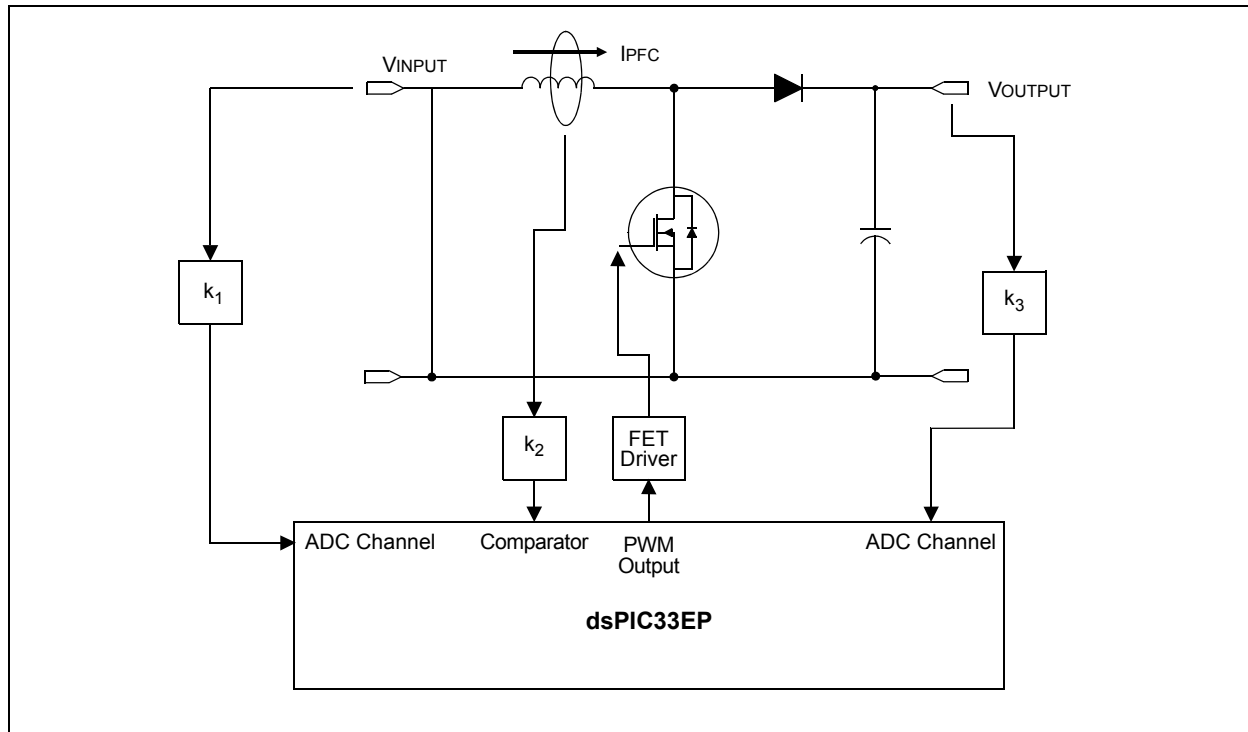 IPFC
VINPUT
VOUTPUT
k1
k3
k2
FET
Driver
ADC Channel
Comparator
PWM
Output
ADC Channel
dsPIC33EP